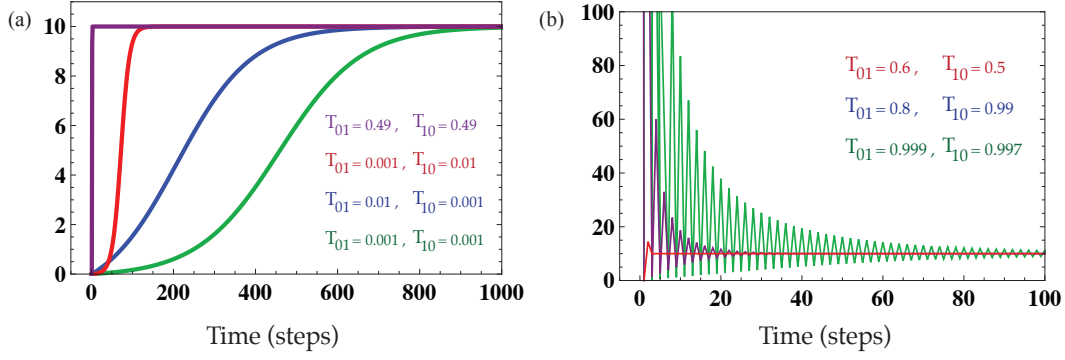 (a)
10
8
6
4
2
0
T01 = 0.49 , T10 = 0.49
T01 = 0.001 , T10 = 0.01
T01 = 0.01 , T10 = 0.001
T01 = 0.001 , T10 = 0.001
0 200 400 600 800 1000
Time (steps)
(b)
100
80
60
40
20
0
T01 = 0.6 , T10 = 0.5
T01 = 0.8 , T10 = 0.99
T01 = 0.999 , T10 = 0.997
0 20 40 60 80 100
Time (steps)